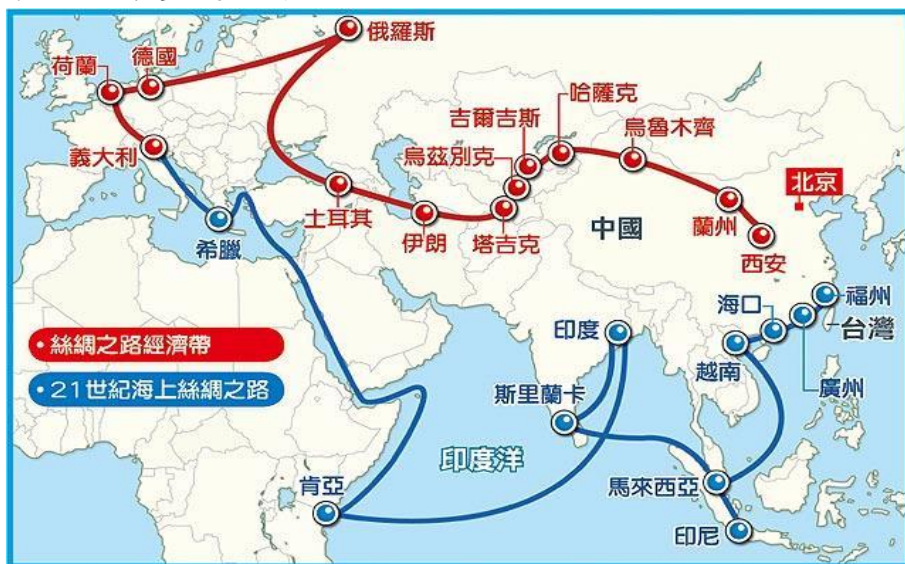 俄羅斯
德國
荷蘭
哈薩克
吉爾吉斯
烏魯木齊
義大利
烏茲別克
北京
土耳其
中國
蘭州
希臘
伊朗
塔吉克
西安
海口
福州
印度
台灣
•絲綢之路經濟帶
越南
•21世紀海上絲綢之路
斯里蘭卡
廣州
印度洋
肯亞
馬來西亞
印尼